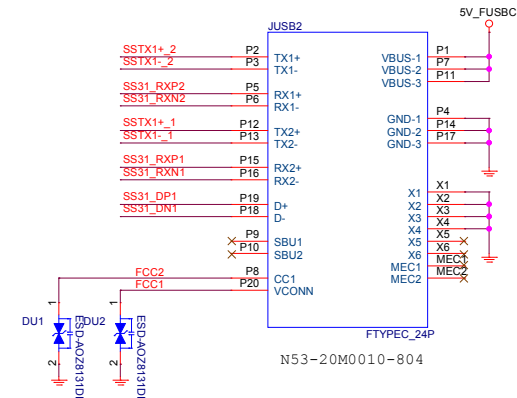 5V_FUSBC
JUSB2
SSTX1+_2 P2 TX1+ VBUS-1 P1
SSTX1-_2 P3 TX1- VBUS-2 P7
VBUS-3 P11
SS31_RXP2 P5 RX1+
SS31_RXN2 P6 RX1-
GND-1 P4
SSTX1+_1 P12 TX2+ GND-2 P14
SSTX1-_1 P13 TX2- GND-3 P17
SS31_RXP1 P15 RX2+
SS31_RXN1 P16 RX2-
X1 X1
SS31_DP1 P19 D+ X2 X2
SS31_DN1 P18 D- X3 X3
X4 X4
P9 SBU1 X5 X5
P10 SBU2 X6 X6
MEC1 MEC1
FCC2 P8 CC1 MEC2 MEC2
FCC1 P20 VCONN
1 1
DU1 ESD-AOZ8131DI DU2 ESD-AOZ8131DI
2 2
FTYPEC_24P
N53-20M0010-804